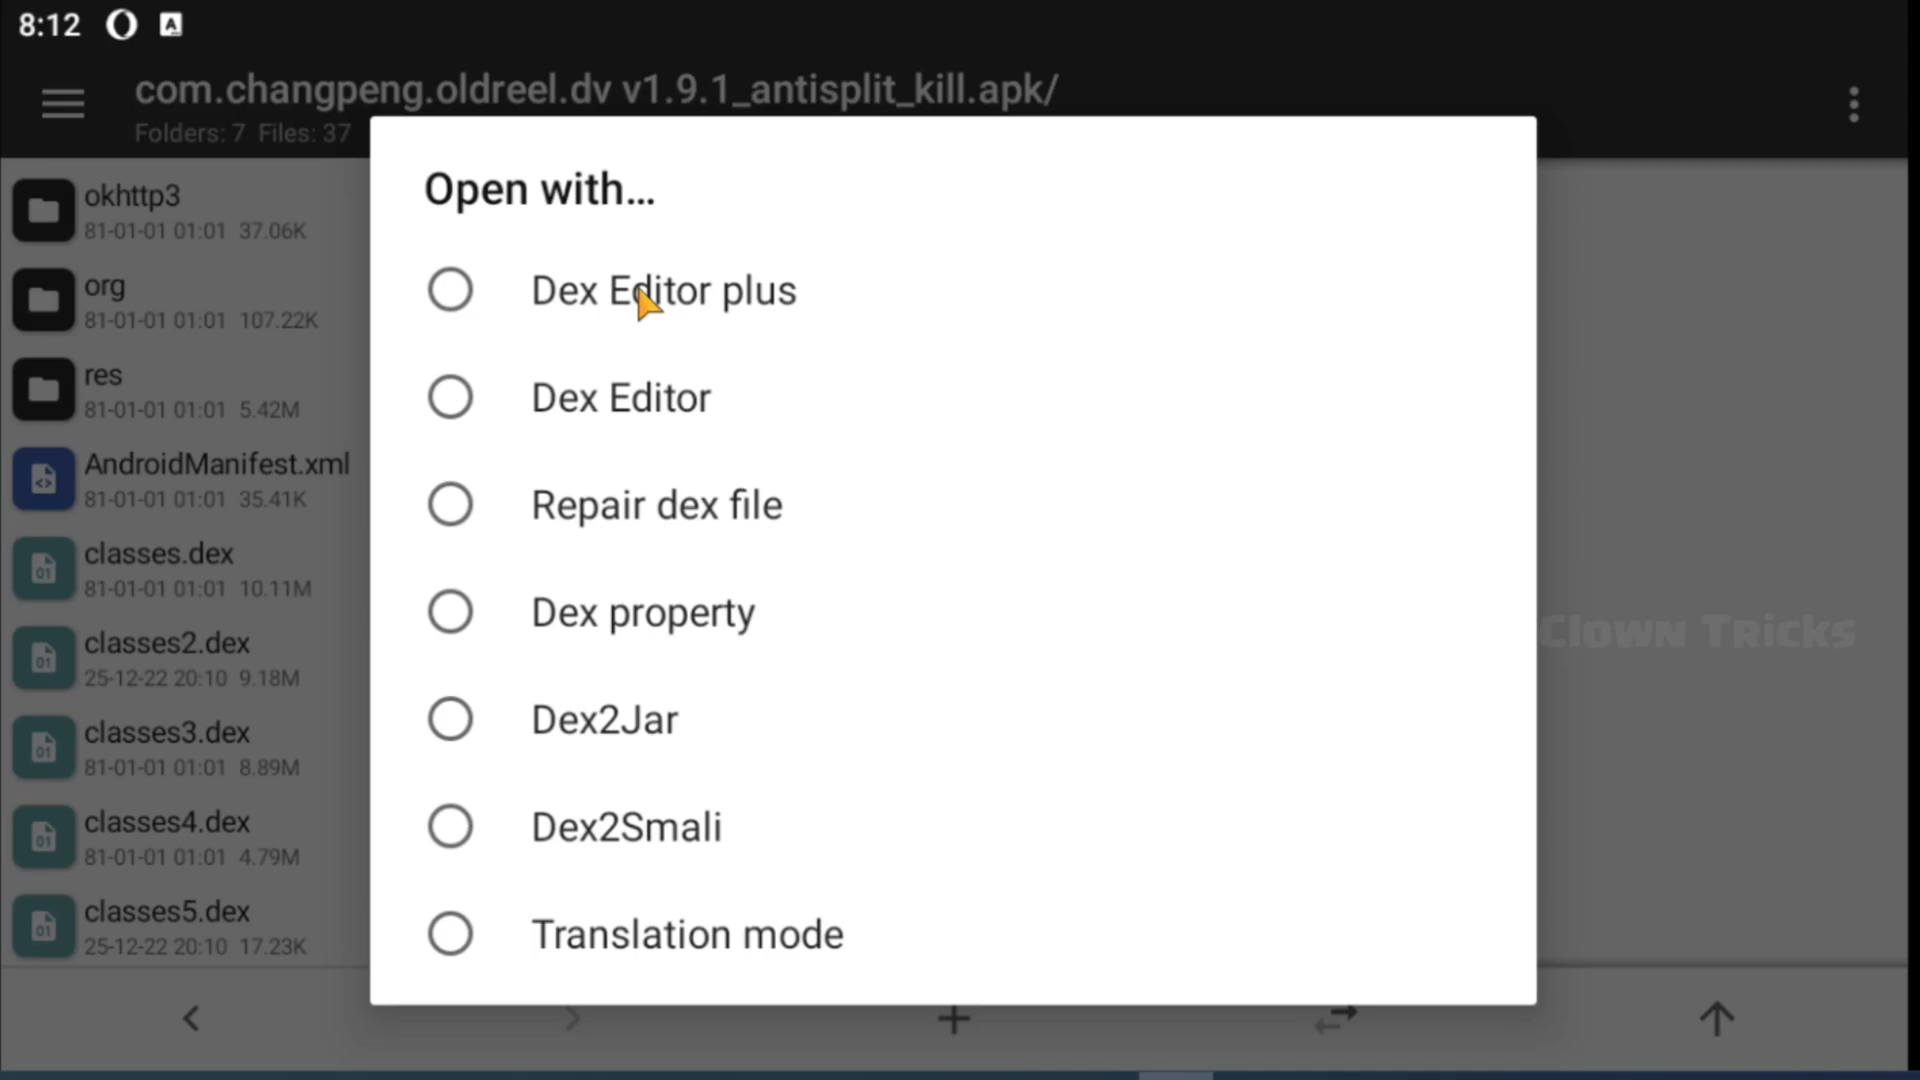 8:12
com.changpeng.oldreel.dv v1.9.1_antisplit_kill.apk/
Folders: 7 Files: 37
okhttp3
81-01-01 01:01 37.06K
org
81-01-01 01:01 107.22K
res
81-01-01 01:01 5.42M
AndroidManifest.xml
81-01-01 01:01 35.41K
classes.dex
81-01-01 01:01 10.11M
classes2.dex
25-12-22 20:10 9.18M
classes3.dex
81-01-01 01:01 8.89M
classes4.dex
81-01-01 01:01 4.79M
classes5.dex
25-12-22 20:10 17.23K
Open with...
Dex Editor plus
Dex Editor
Repair dex file
Dex property
Dex2Jar
Dex2Smali
Translation mode
Clown Tricks